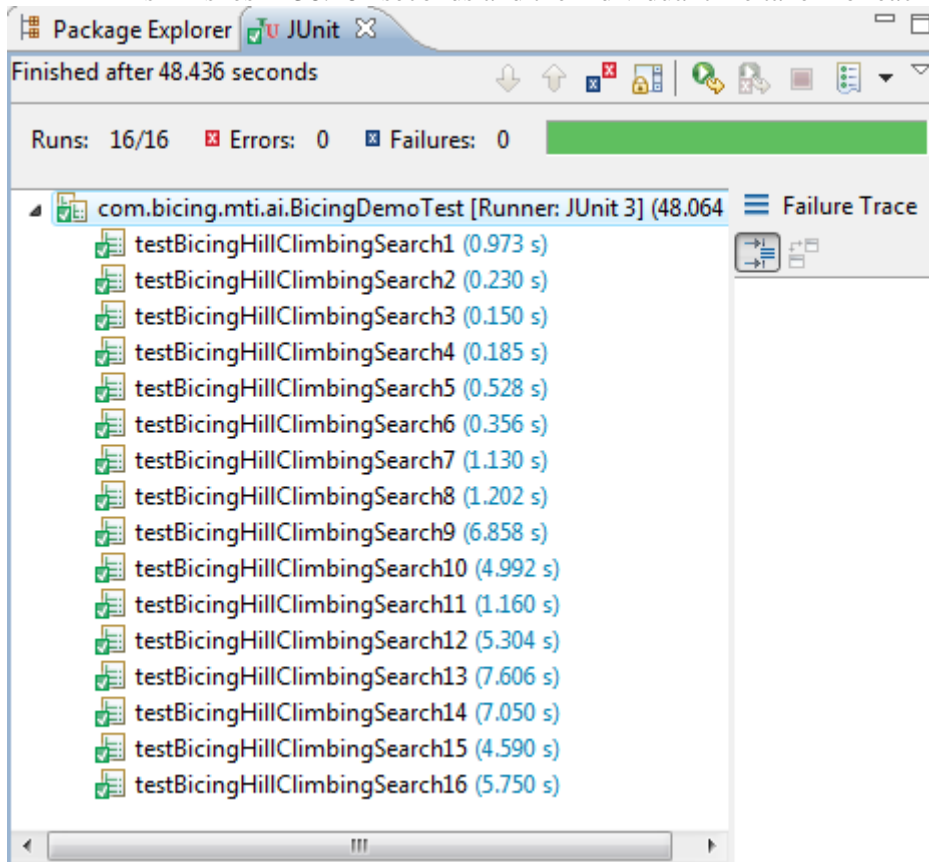 Package Explorer JUnit
Finished after 48.436 seconds
Runs: 16/16 Errors: 0 Failures: 0
com.bicing.mti.ai.BicingDemoTest [Runner: JUnit 3] (48.064
Failure Trace
testBicingHillClimbingSearch1 (0.973 s)
testBicingHillClimbingSearch2 (0.230 s)
testBicingHillClimbingSearch3 (0.150 s)
testBicingHillClimbingSearch4 (0.185 s)
testBicingHillClimbingSearch5 (0.528 s)
testBicingHillClimbingSearch6 (0.356 s)
testBicingHillClimbingSearch7 (1.130 s)
testBicingHillClimbingSearch8 (1.202 s)
testBicingHillClimbingSearch9 (6.858 s)
testBicingHillClimbingSearch10 (4.992 s)
testBicingHillClimbingSearch11 (1.160 s)
testBicingHillClimbingSearch12 (5.304 s)
testBicingHillClimbingSearch13 (7.606 s)
testBicingHillClimbingSearch14 (7.050 s)
testBicingHillClimbingSearch15 (4.590 s)
testBicingHillClimbingSearch16 (5.750 s)